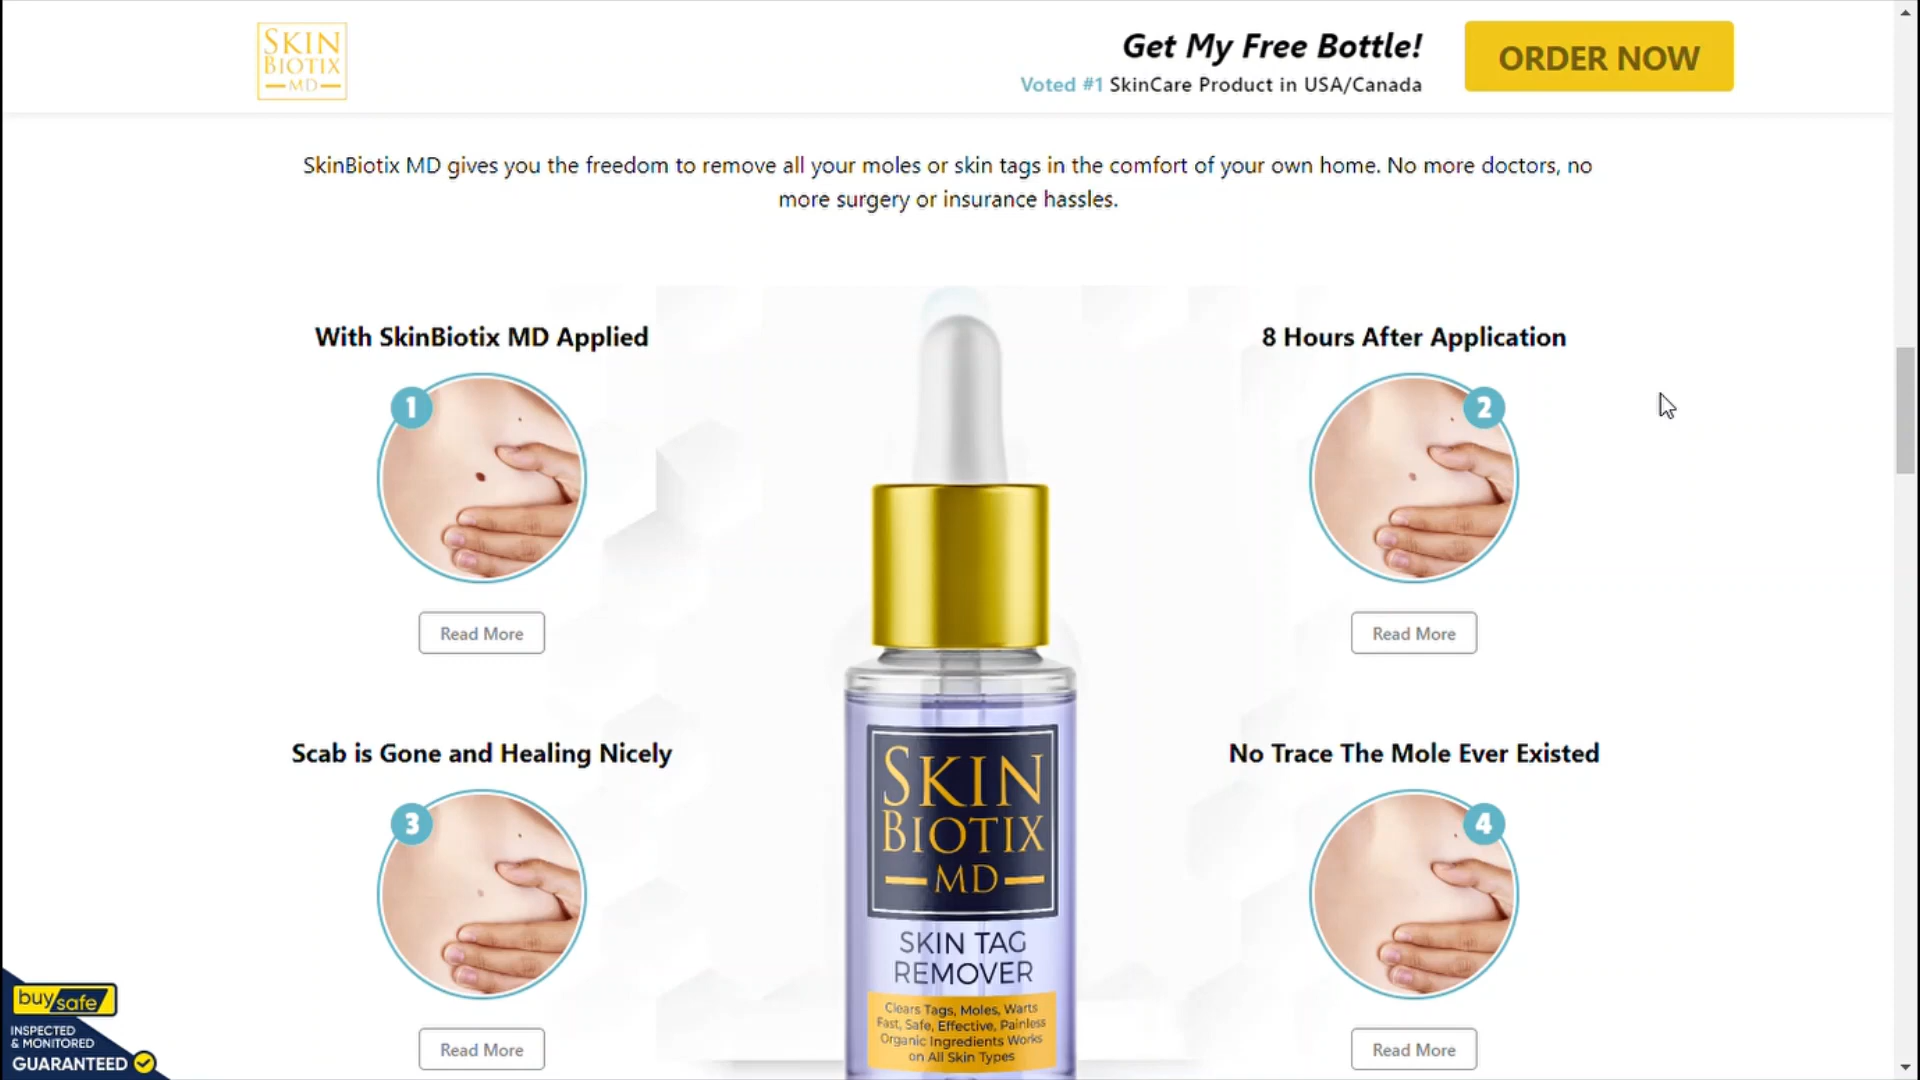 SKIN
BIOTIX
MD
Get My Free Bottle!
Voted #1 SkinCare Product in USA/Canada
ORDER NOW
SkinBiotix MD gives you the freedom to remove all your moles or skin tags in the comfort of your own home. No more doctors, no
more surgery or insurance hassles.
With SkinBiotix MD Applied
1
Read More
8 Hours After Application
2
Read More
Scab is Gone and Healing Nicely
3
Read More
No Trace The Mole Ever Existed
4
Read More
SKIN
BIOTIX
MD
SKIN TAG
REMOVER
Clears Tags, Moles, Warts
Fast, Safe, Effective, Painless
Organic Ingredients Works
on All Skin Types
buy safe
INSPECTED
& MONITORED
GUARANTEED